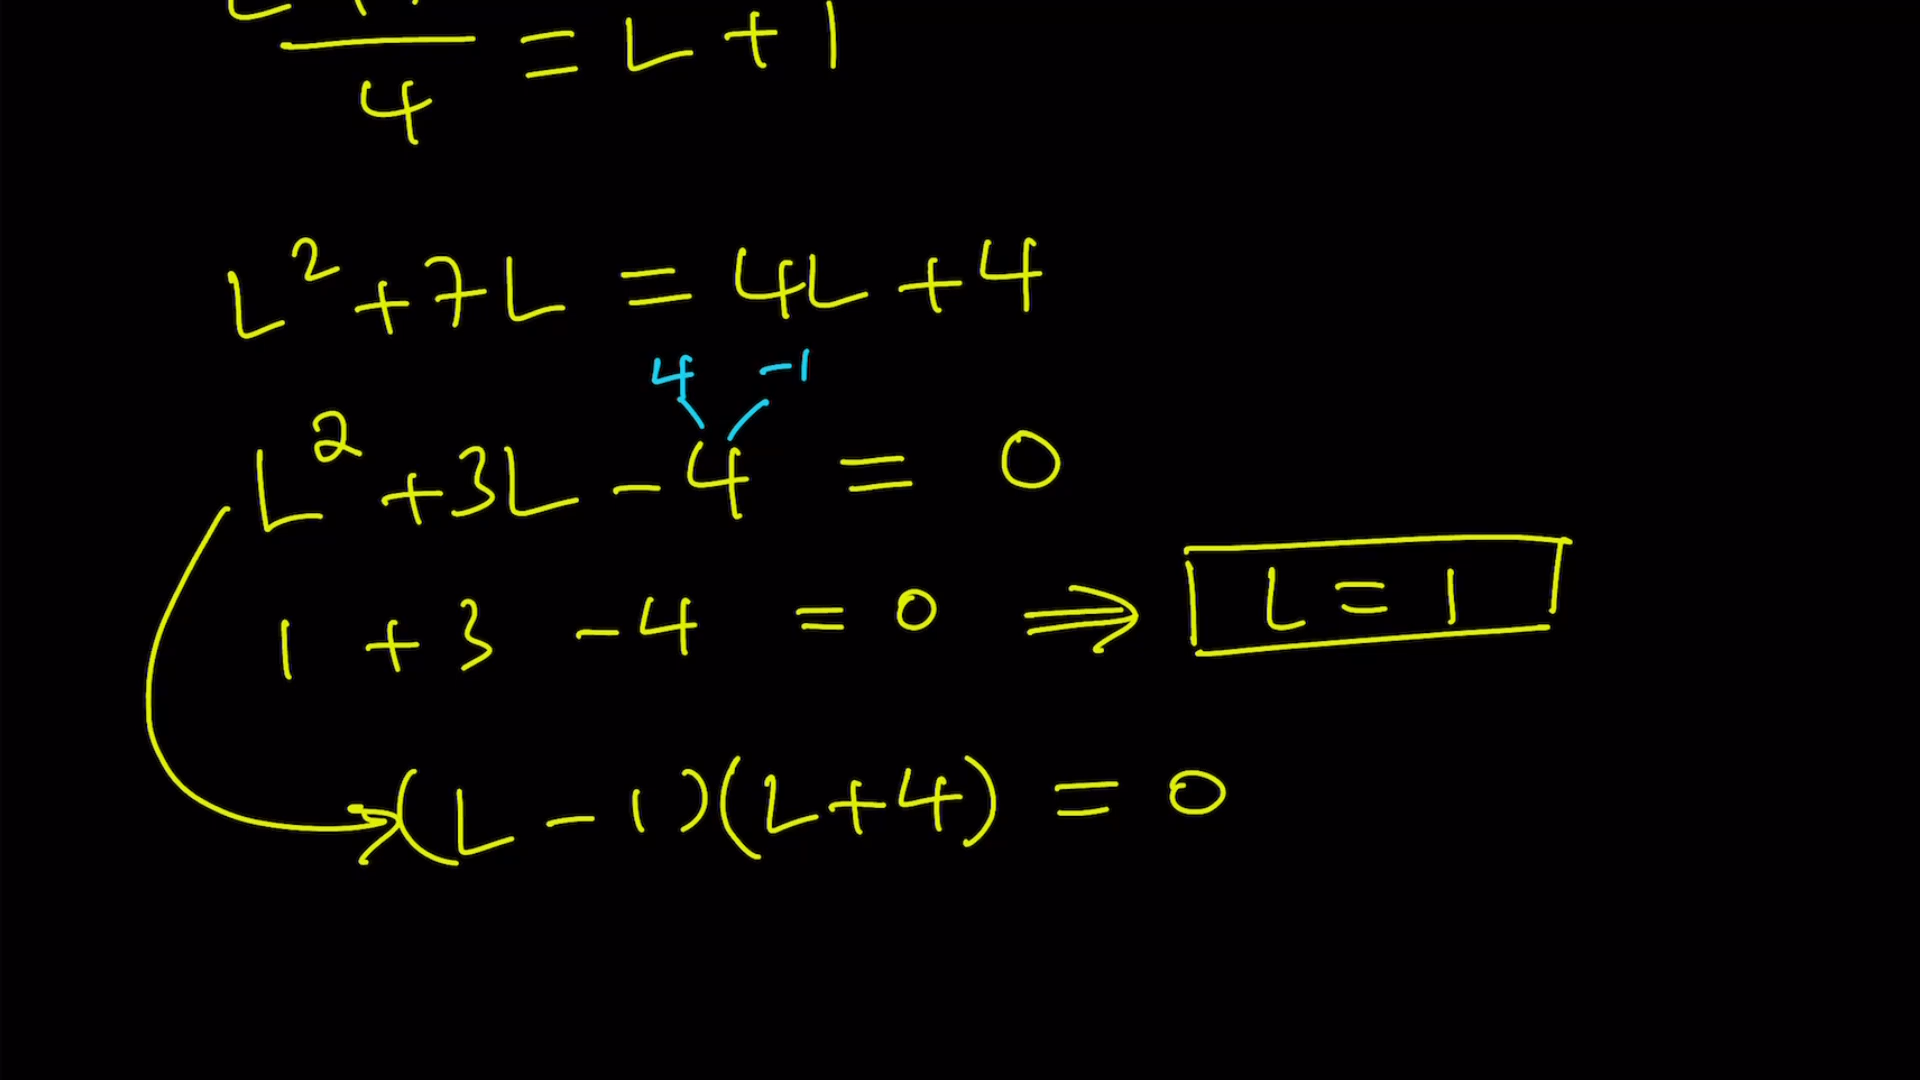 4 = L + 1
L² + 7L = 4L + 4
4 -1
L² + 3L - 4 = 0
1 + 3 - 4 = 0 ⇒ L = 1
(L - 1)(L + 4) = 0